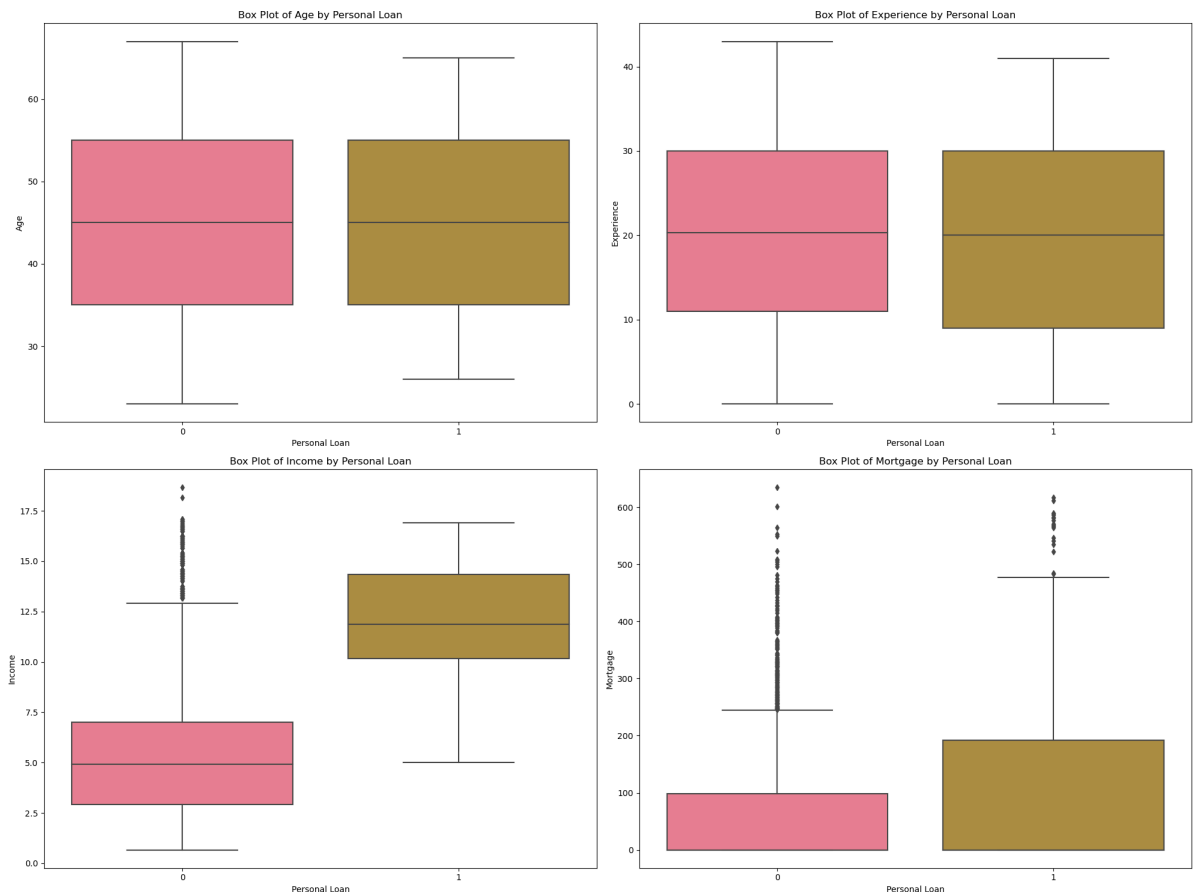 Box Plot of Age by Personal Loan
Age
60
50
40
30
0 1
Personal Loan
Box Plot of Experience by Personal Loan
Experience
40
30
20
10
0
0 1
Personal Loan
Box Plot of Income by Personal Loan
Income
17.5
15.0
12.5
10.0
7.5
5.0
2.5
0.0
0 1
Personal Loan
Box Plot of Mortgage by Personal Loan
Mortgage
600
500
400
300
200
100
0
0 1
Personal Loan